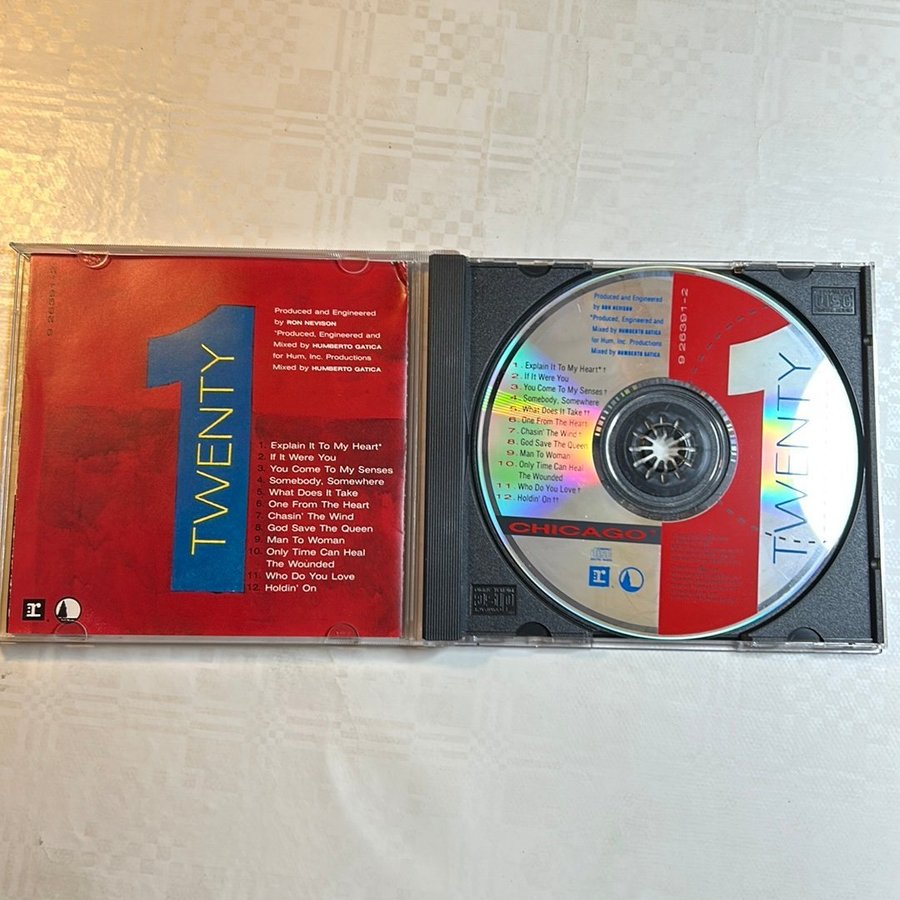 9 26391-2
1
TWENTY
Produced and Engineered
by RON NEVISON
*Produced, Engineered and
Mixed by HUMBERTO GATICA
for Hum, Inc. Productions
Mixed by HUMBERTO GATICA
1. Explain It To My Heart*
2. If It Were You
3. You Come To My Senses
4. Somebody, Somewhere
5. What Does It Take
6. One From The Heart
7. Chasin' The Wind
8. God Save The Queen
9. Man To Woman
10. Only Time Can Heal
The Wounded
11. Who Do You Love
12. Holdin' On
r
Produced and Engineered
by RON NEVISON
*Produced, Engineered and
Mixed by HUMBERTO GATICA
for Hum, Inc. Productions
Mixed by HUMBERTO GATICA
9 26391-2
1
TWENTY
1. Explain It To My Heart*†
2. If It Were You
3. You Come To My Senses†
4. Somebody, Somewhere
5. What Does It Take††
6. One From The Heart
7. Chasin' The Wind†
8. God Save The Queen
9. Man To Woman
10. Only Time Can Heal
The Wounded
11. Who Do You Love†
12. Holdin' On††
CHICAGO
r